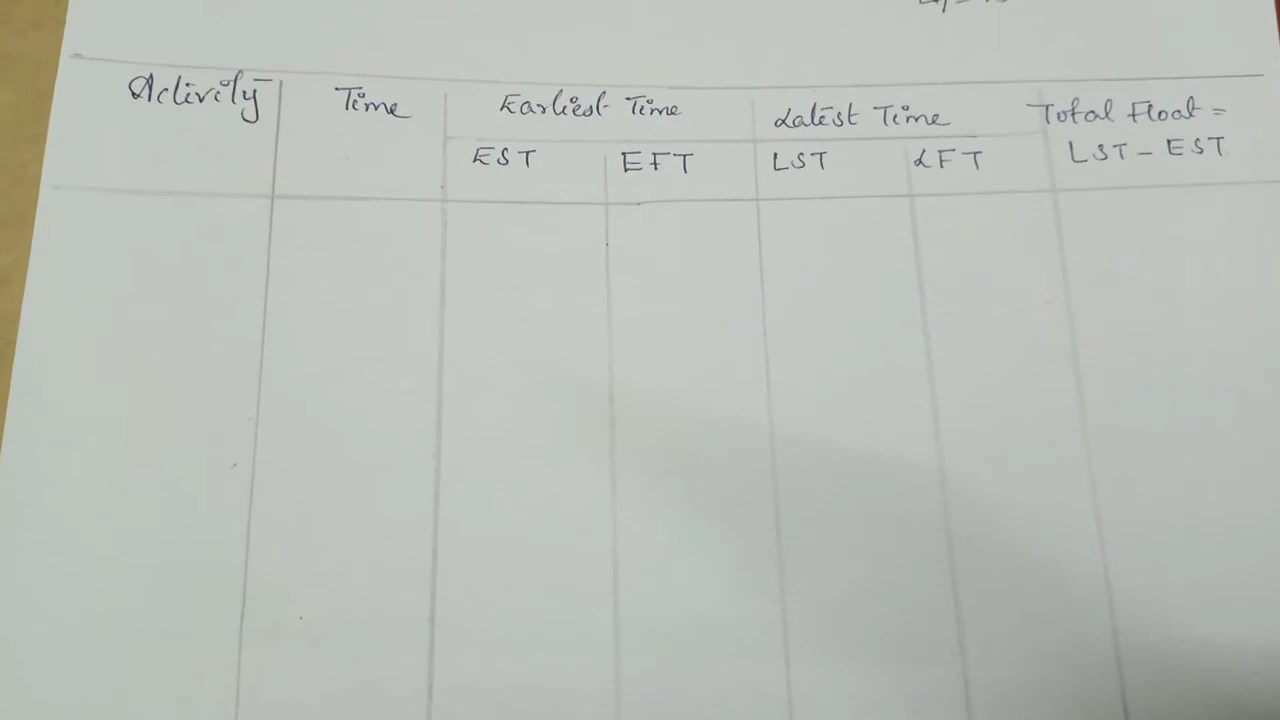 Activity Time Earliest Time Latest Time Total Float =
EST EFT LST LFT LST - EST